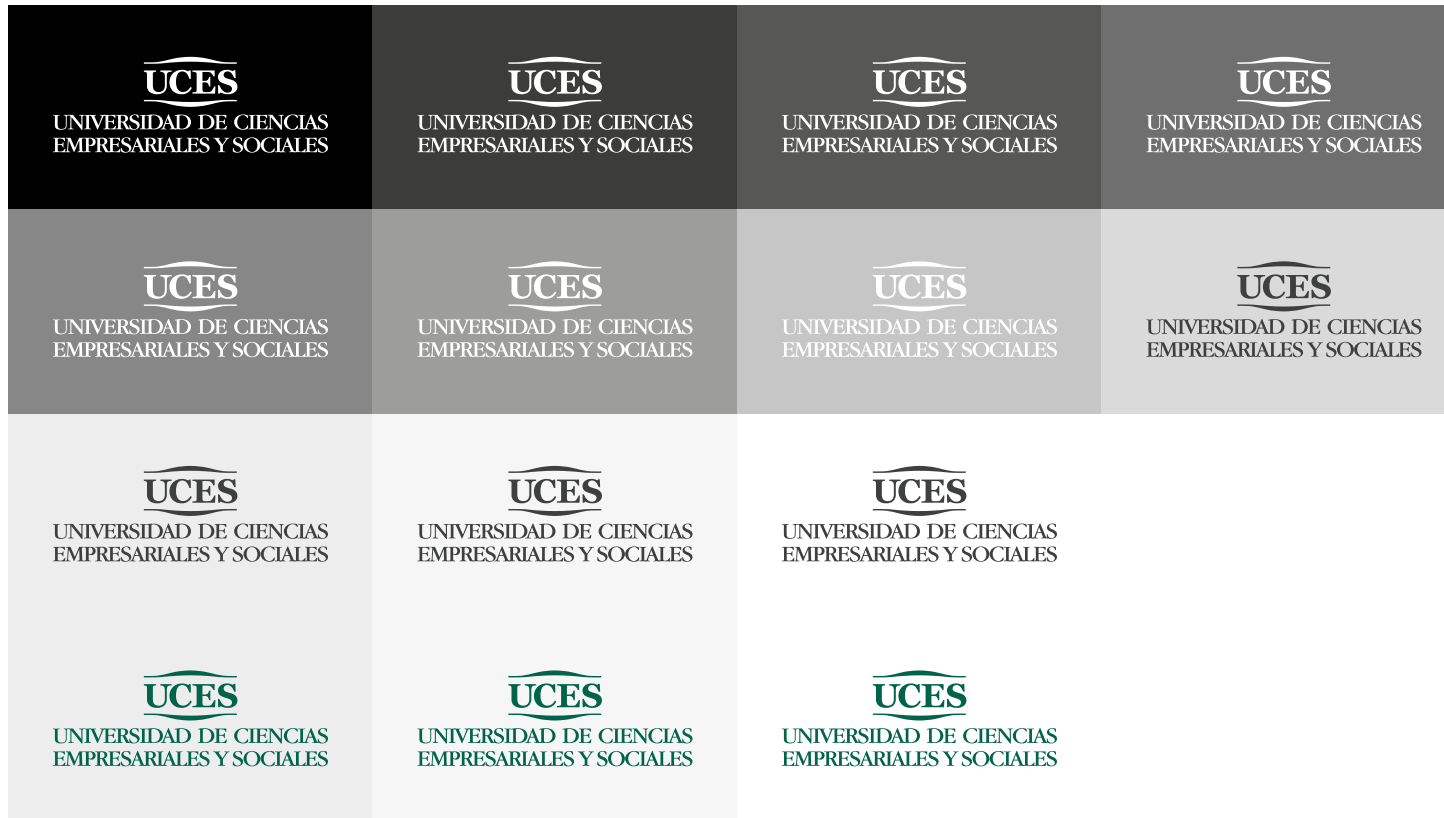 UCES
UNIVERSIDAD DE CIENCIAS
EMPRESARIALES Y SOCIALES
UCES
UNIVERSIDAD DE CIENCIAS
EMPRESARIALES Y SOCIALES
UCES
UNIVERSIDAD DE CIENCIAS
EMPRESARIALES Y SOCIALES
UCES
UNIVERSIDAD DE CIENCIAS
EMPRESARIALES Y SOCIALES
UCES
UNIVERSIDAD DE CIENCIAS
EMPRESARIALES Y SOCIALES
UCES
UNIVERSIDAD DE CIENCIAS
EMPRESARIALES Y SOCIALES
UCES
UNIVERSIDAD DE CIENCIAS
EMPRESARIALES Y SOCIALES
UCES
UNIVERSIDAD DE CIENCIAS
EMPRESARIALES Y SOCIALES
UCES
UNIVERSIDAD DE CIENCIAS
EMPRESARIALES Y SOCIALES
UCES
UNIVERSIDAD DE CIENCIAS
EMPRESARIALES Y SOCIALES
UCES
UNIVERSIDAD DE CIENCIAS
EMPRESARIALES Y SOCIALES
UCES
UNIVERSIDAD DE CIENCIAS
EMPRESARIALES Y SOCIALES
UCES
UNIVERSIDAD DE CIENCIAS
EMPRESARIALES Y SOCIALES
UCES
UNIVERSIDAD DE CIENCIAS
EMPRESARIALES Y SOCIALES